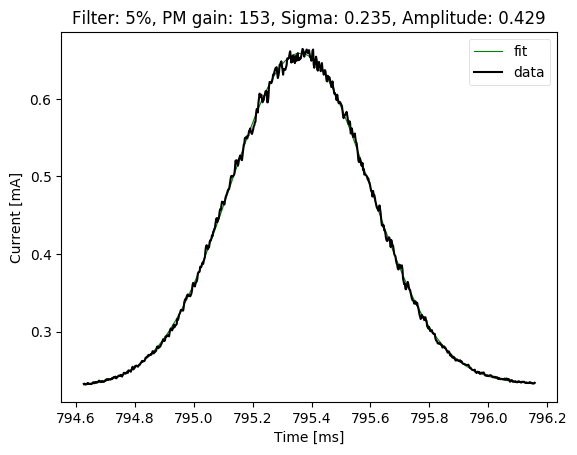 Filter: 5%, PM gain: 153, Sigma: 0.235, Amplitude: 0.429
fit
data
0.6
0.5
0.4
0.3
Current [mA]
794.6 794.8 795.0 795.2 795.4 795.6 795.8 796.0 796.2
Time [ms]